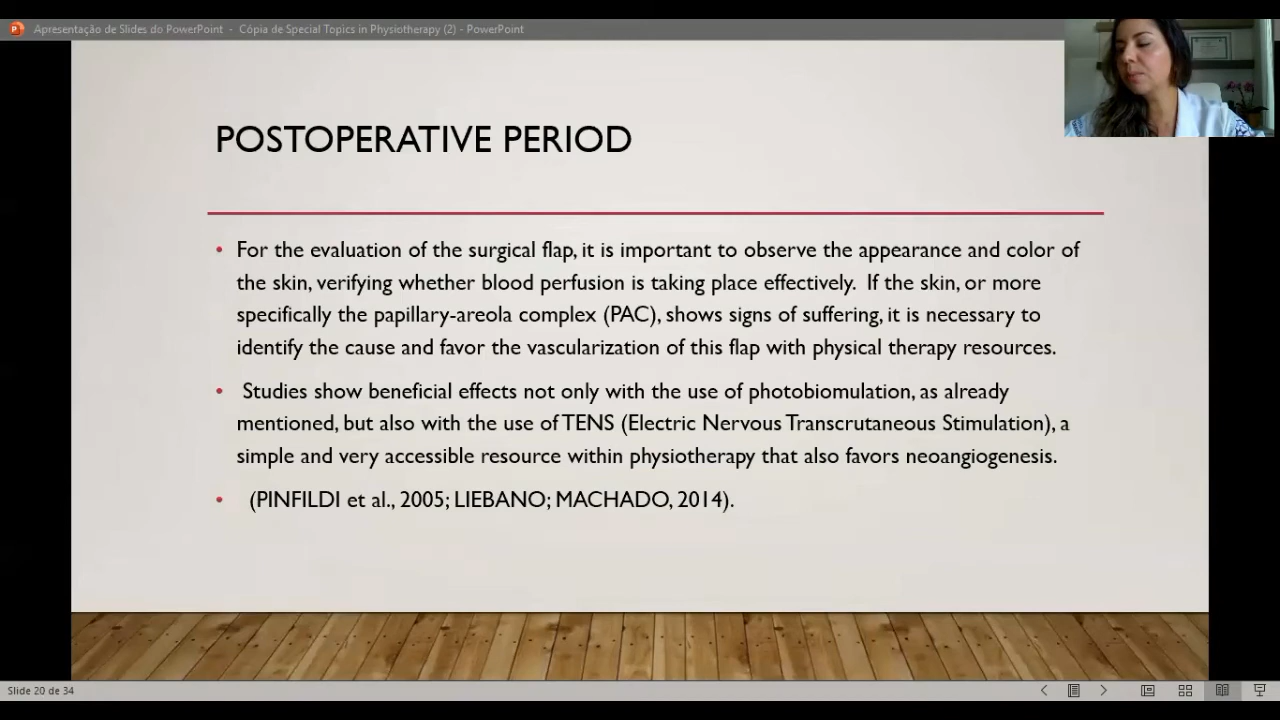 Apresentação de Slides do PowerPoint - Cópia de Special Topics in Physiotherapy (2) - PowerPoint
POSTOPERATIVE PERIOD
• For the evaluation of the surgical flap, it is important to observe the appearance and color of
the skin, verifying whether blood perfusion is taking place effectively. If the skin, or more
specifically the papillary-areola complex (PAC), shows signs of suffering, it is necessary to
identify the cause and favor the vascularization of this flap with physical therapy resources.
• Studies show beneficial effects not only with the use of photobiomulation, as already
mentioned, but also with the use of TENS (Electric Nervous Transcrutaneous Stimulation), a
simple and very accessible resource within physiotherapy that also favors neoangiogenesis.
• (PINFILDI et al., 2005; LIEBANO; MACHADO, 2014).
Slide 20 de 34